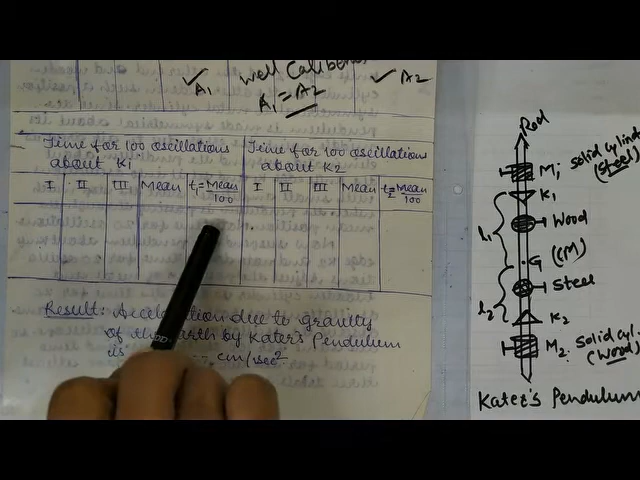 A1
well Calibe
A2
A1 = A2
Time for 100 oscillations about K1
Time for 100 oscillations about K2
I II III Mean t1 = Mean/100 I II III Mean t2 = Mean/100
Result: Acceleration due to gravity
of the earth by Kater's Pendulum
is cm/sec²
Rod
M1 solid cylind
(steel)
K1
Wood
l1
G (CM)
l2
Steel
K2
M2 solid cyl.
(Wood)
Kater's Pendulum